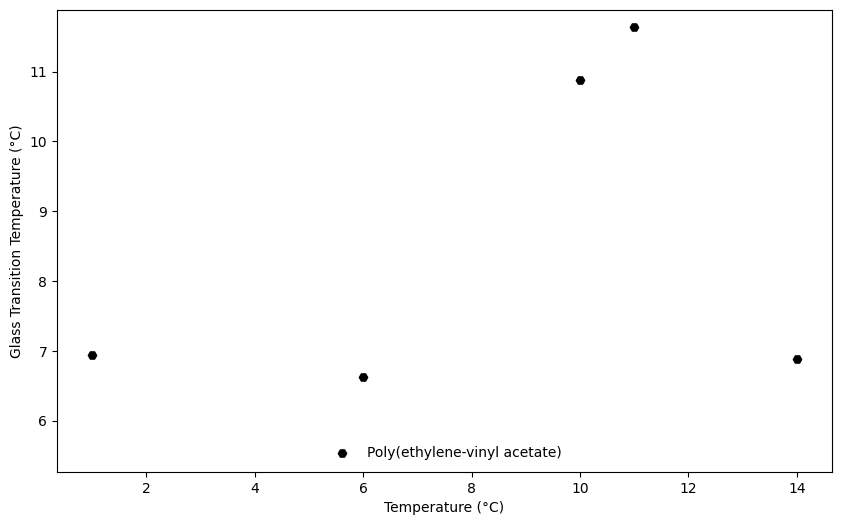 11
10
9
8
7
6
Glass Transition Temperature (°C)
Poly(ethylene-vinyl acetate)
2 4 6 8 10 12 14
Temperature (°C)